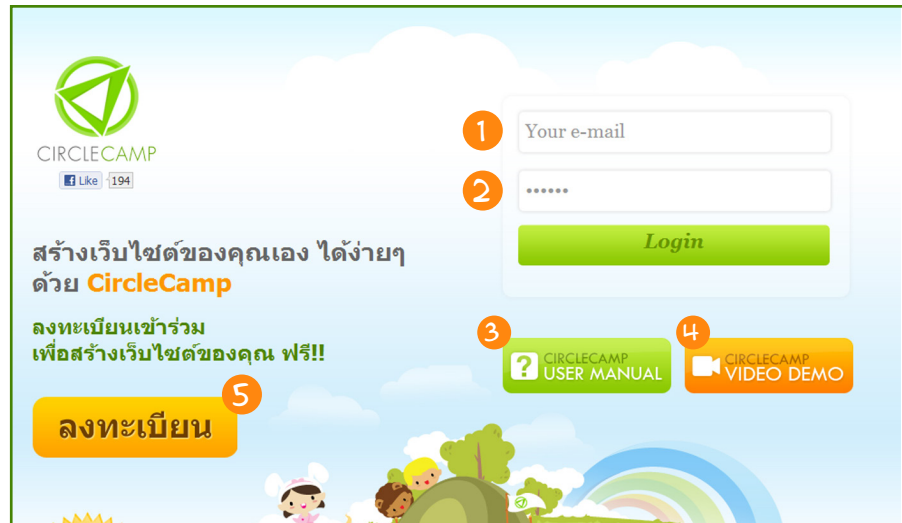 CIRCLECAMP
Like 194
สร้างเว็บไซต์ของคุณเอง ได้ง่ายๆ
ด้วย CircleCamp
ลงทะเบียนเข้าร่วม
เพื่อสร้างเว็บไซต์ของคุณ ฟรี!!
5
ลงทะเบียน
1
Your e-mail
2
••••••
Login
3
? CIRCLECAMP
USER MANUAL
4
CIRCLECAMP
VIDEO DEMO